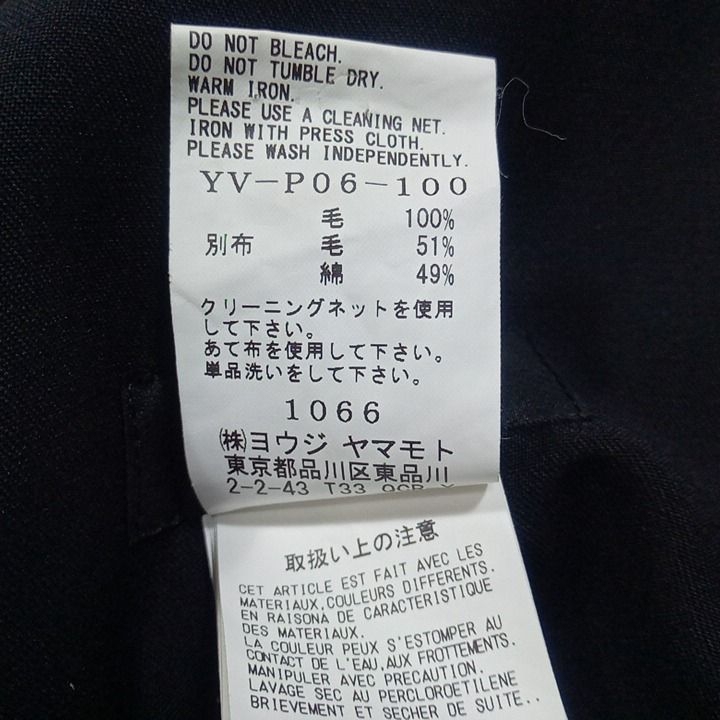 DO NOT BLEACH.
DO NOT TUMBLE DRY.
WARM IRON.
PLEASE USE A CLEANING NET.
IRON WITH PRESS CLOTH.
PLEASE WASH INDEPENDENTLY.
YV-P06-100
毛 100%
別布 毛 51%
綿 49%
クリーニングネットを使用
して下さい。
あて布を使用して下さい。
単品洗いをして下さい。
1066
㈱ヨウジ ヤマモト
東京都品川区東品川
2-2-43 T33
取扱い上の注意
CET ARTICLE EST FAIT AVEC LES
MATERIAUX,COULEURS DIFFERENTS.
EN RAISONA DE CARACTERISTIQUE
DES MATERIAUX.
LA COULEUR PEUX S'ESTOMPER AU
CONTACT DE L'EAU,AUX FROTTEMENTS.
MANIPULER AVEC PRECAUTION.
LAVAGE SEC AU PERCLOROETILENE
BRIEVEMENT ET SECHER DE SUITE..